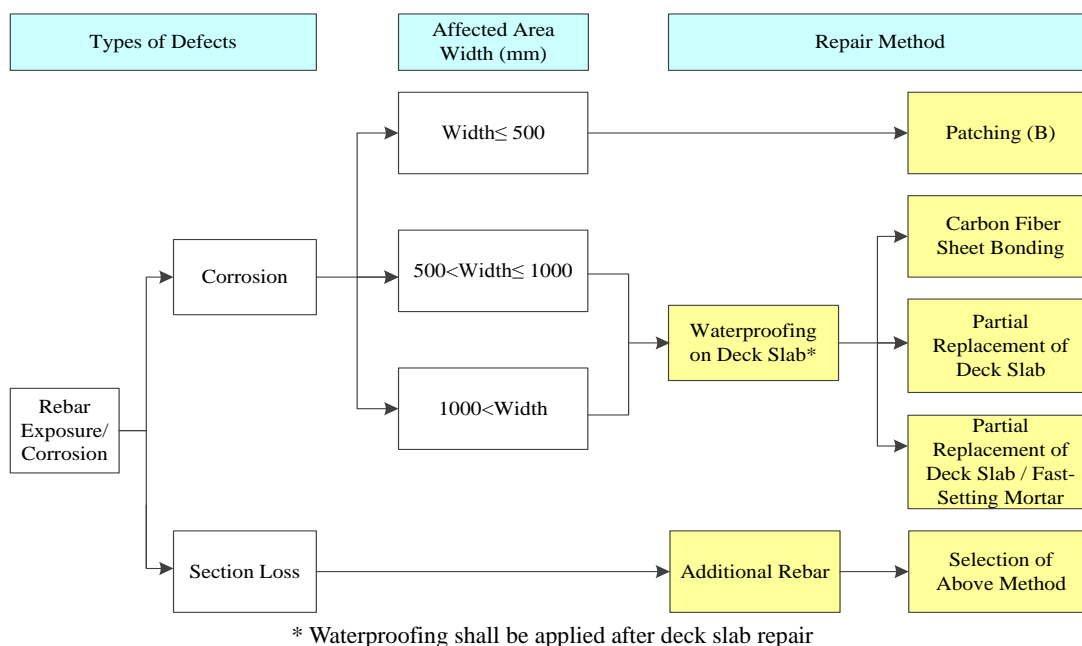 Types of Defects
Affected Area
Width (mm)
Repair Method
Width≤ 500
Patching (B)
Carbon Fiber
Sheet Bonding
Corrosion
500<Width≤ 1000
Waterproofing
on Deck Slab*
Partial
Replacement of
Deck Slab
1000<Width
Rebar
Exposure/
Corrosion
Partial
Replacement of
Deck Slab / Fast-
Setting Mortar
Section Loss
Additional Rebar
Selection of
Above Method
* Waterproofing shall be applied after deck slab repair